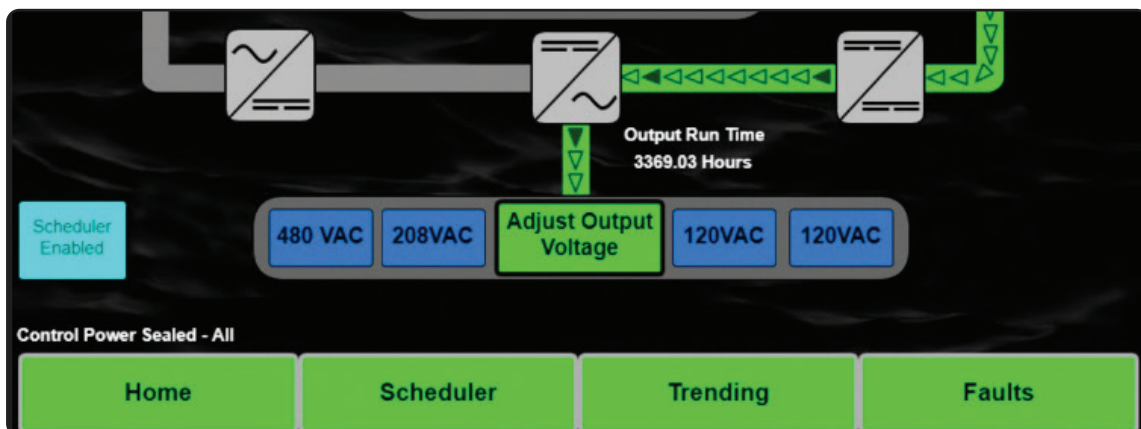 Output Run Time
3369.03 Hours
Scheduler
Enabled
480 VAC
208VAC
Adjust Output
Voltage
120VAC
120VAC
Control Power Sealed - All
Home
Scheduler
Trending
Faults